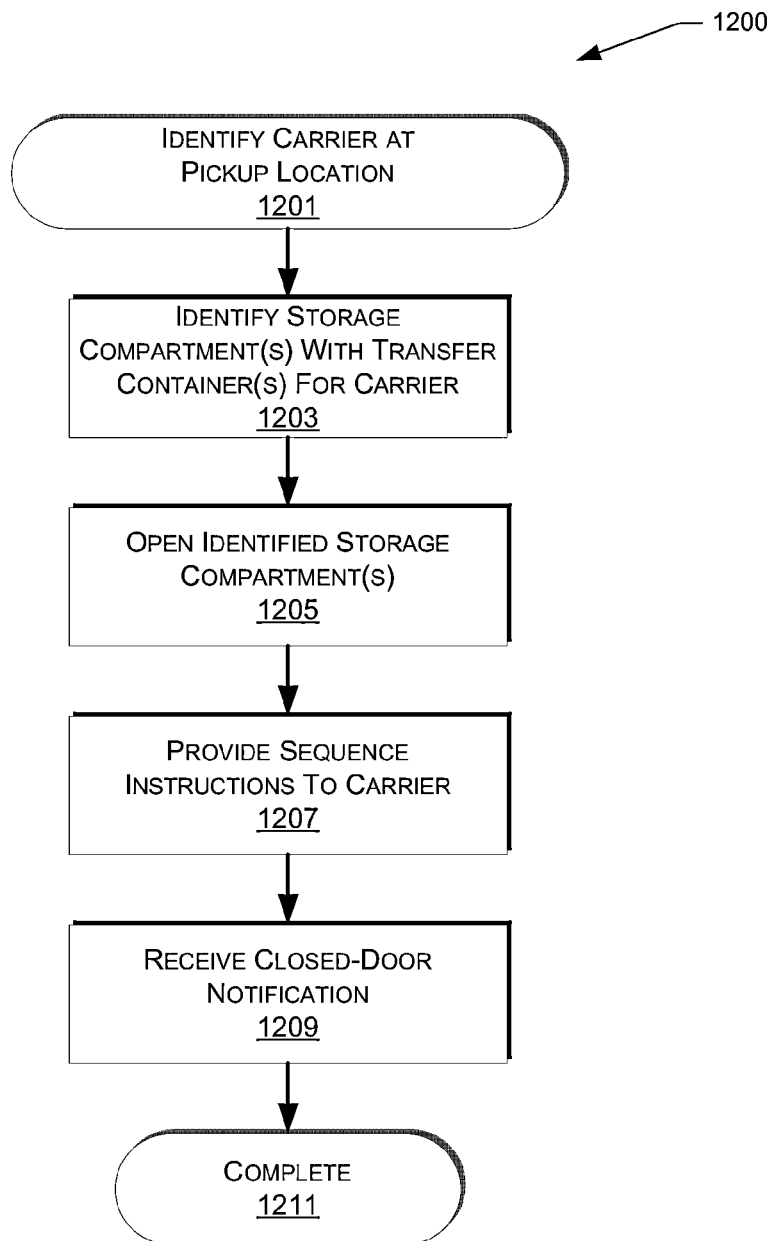 1200
IDENTIFY CARRIER AT
PICKUP LOCATION
1201
IDENTIFY STORAGE
COMPARTMENT(S) WITH TRANSFER
CONTAINER(S) FOR CARRIER
1203
OPEN IDENTIFIED STORAGE
COMPARTMENT(S)
1205
PROVIDE SEQUENCE
INSTRUCTIONS TO CARRIER
1207
RECEIVE CLOSED-DOOR
NOTIFICATION
1209
COMPLETE
1211